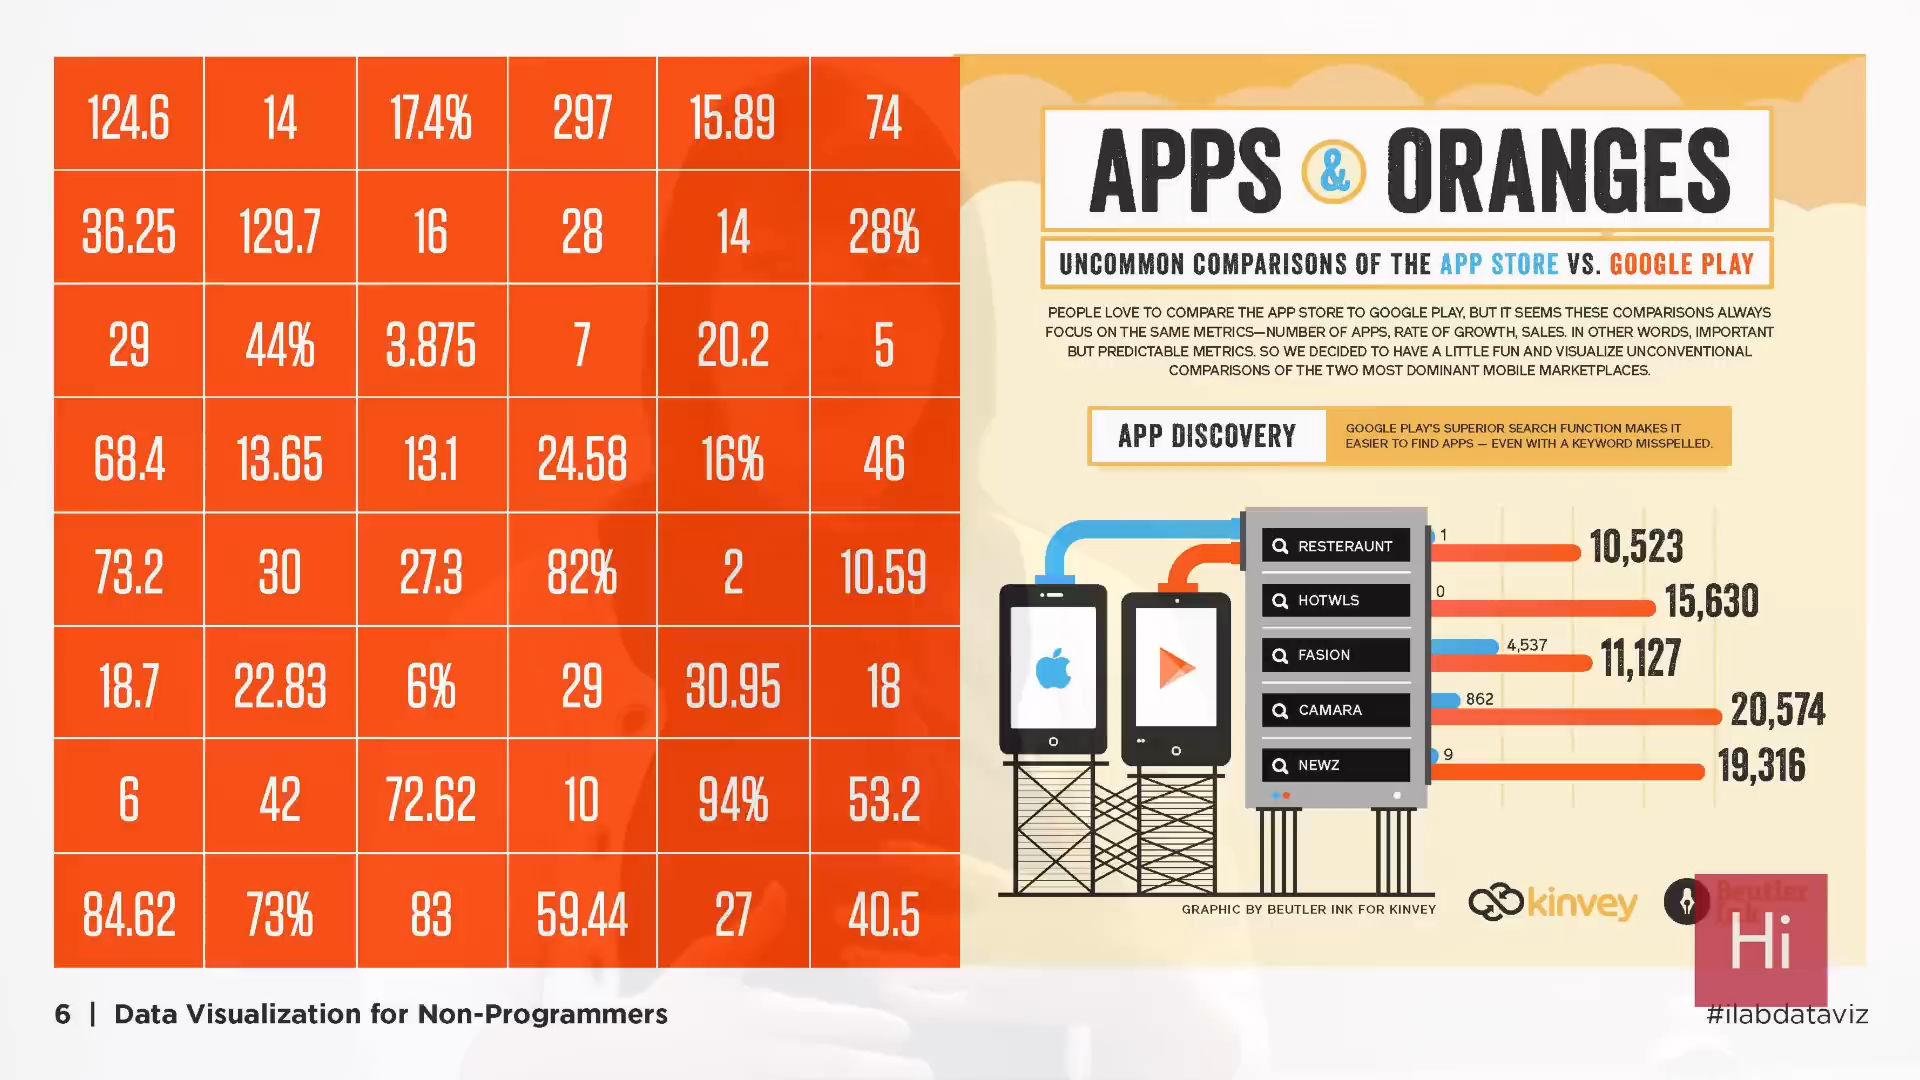 124.6 14 17.4% 297 15.89 74
36.25 129.7 16 28 14 28%
29 44% 3.875 7 20.2 5
68.4 13.65 13.1 24.58 16% 46
73.2 30 27.3 82% 2 10.59
18.7 22.83 6% 29 30.95 18
6 42 72.62 10 94% 53.2
84.62 73% 83 59.44 27 40.5
APPS & ORANGES
UNCOMMON COMPARISONS OF THE APP STORE VS. GOOGLE PLAY
PEOPLE LOVE TO COMPARE THE APP STORE TO GOOGLE PLAY, BUT IT SEEMS THESE COMPARISONS ALWAYS
FOCUS ON THE SAME METRICS—NUMBER OF APPS, RATE OF GROWTH, SALES. IN OTHER WORDS, IMPORTANT
BUT PREDICTABLE METRICS. SO WE DECIDED TO HAVE A LITTLE FUN AND VISUALIZE UNCONVENTIONAL
COMPARISONS OF THE TWO MOST DOMINANT MOBILE MARKETPLACES.
APP DISCOVERY
GOOGLE PLAY'S SUPERIOR SEARCH FUNCTION MAKES IT
EASIER TO FIND APPS — EVEN WITH A KEYWORD MISSPELLED.
RESTERAUNT 1 10,523
HOTWLS 0 15,630
FASION 4,537 11,127
CAMARA 862 20,574
NEWZ 9 19,316
GRAPHIC BY BEUTLER INK FOR KINVEY
kinvey
Beutler
Ink
Hi
6 | Data Visualization for Non-Programmers
#ilabdataviz